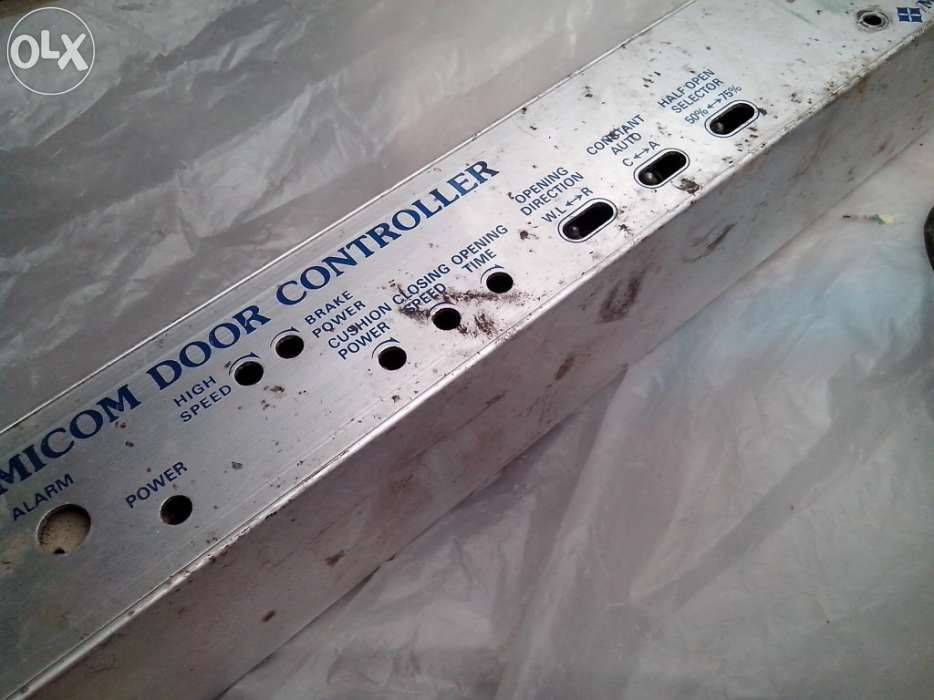 OLX
MICOM DOOR CONTROLLER
ALARM
POWER
HIGH
SPEED
BRAKE
POWER
CUSHION
POWER
CLOSING
SPEED
OPENING
TIME
OPENING
DIRECTION
W.L↔R
CONSTANT
AUTO
C↔A
HALF OPEN
SELECTOR
50%↔75%